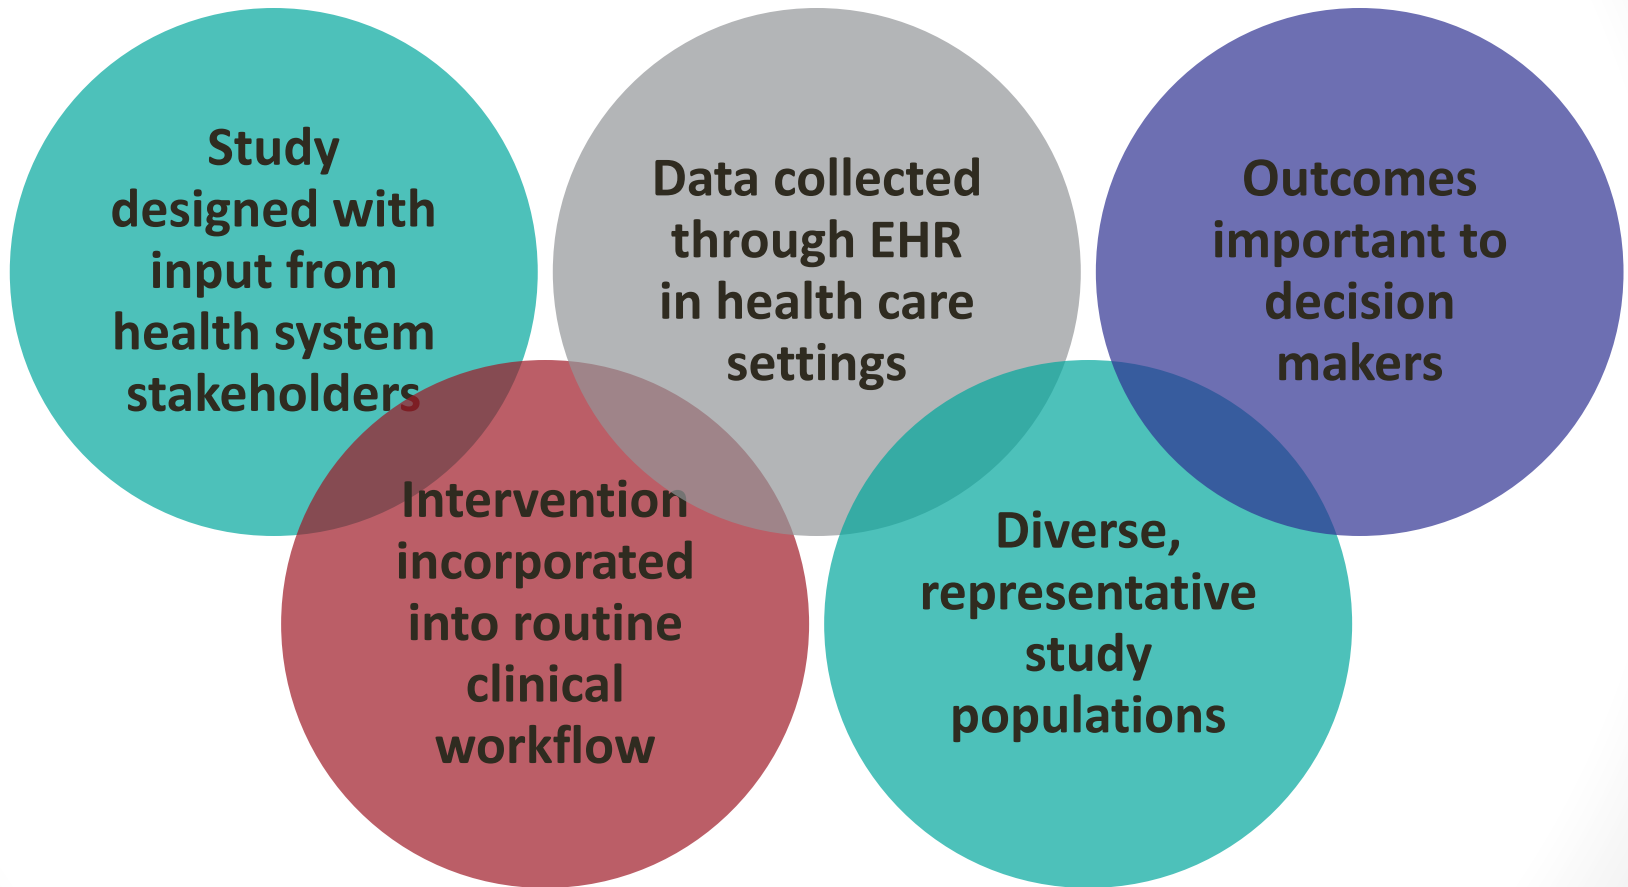 Study
designed with
input from
health system
stakeholders
Intervention
incorporated
into routine
clinical
workflow
Data collected
through EHR
in health care
settings
Diverse,
representative
study
populations
Outcomes
important to
decision
makers